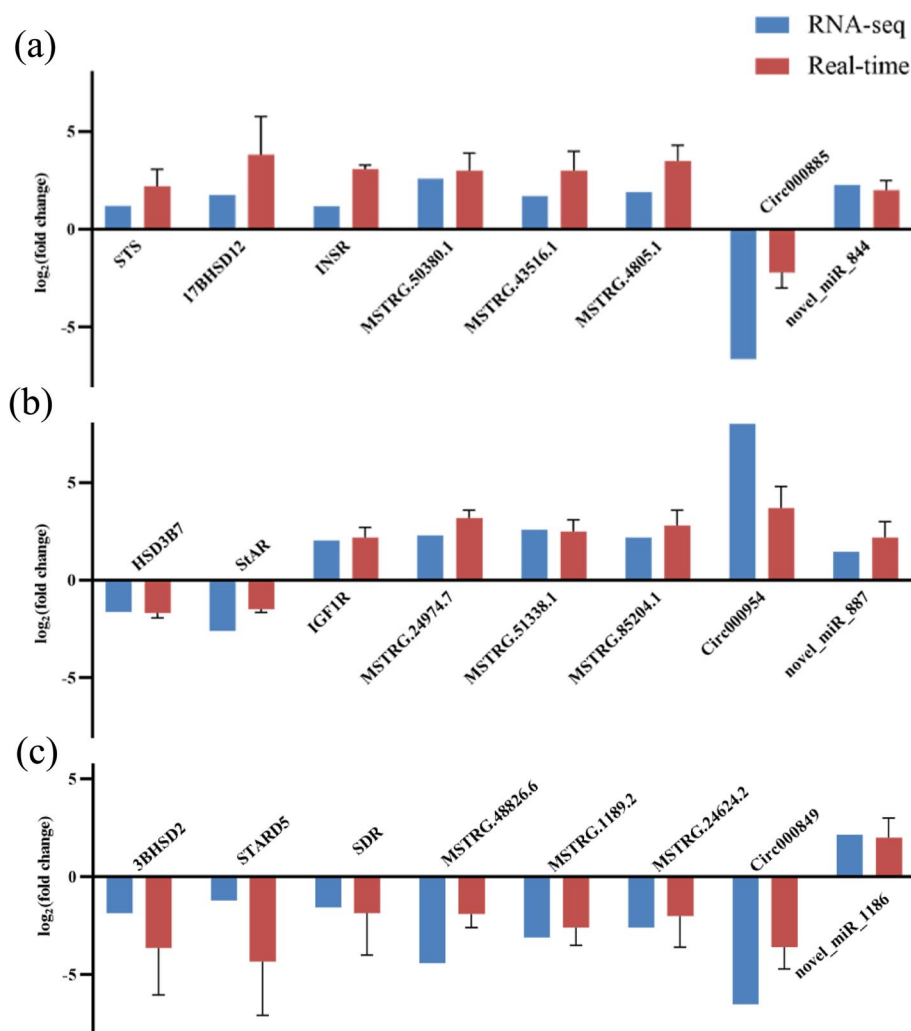 (a)
RNA-seq
Real-time
log2(fold change)
5
0
-5
STS
17BHSD12
INSR
MSTRG.50380.1
MSTRG.43516.1
MSTRG.4805.1
Circ000885
novel_miR_844
(b)
log2(fold change)
5
0
-5
HSD3B7
StAR
IGF1R
MSTRG.24974.7
MSTRG.51338.1
MSTRG.85204.1
Circ000954
novel_miR_887
(c)
log2(fold change)
5
0
-5
3BHSD2
STARD5
SDR
MSTRG.48826.6
MSTRG.1189.2
MSTRG.24624.2
Circ000849
novel_miR_1186